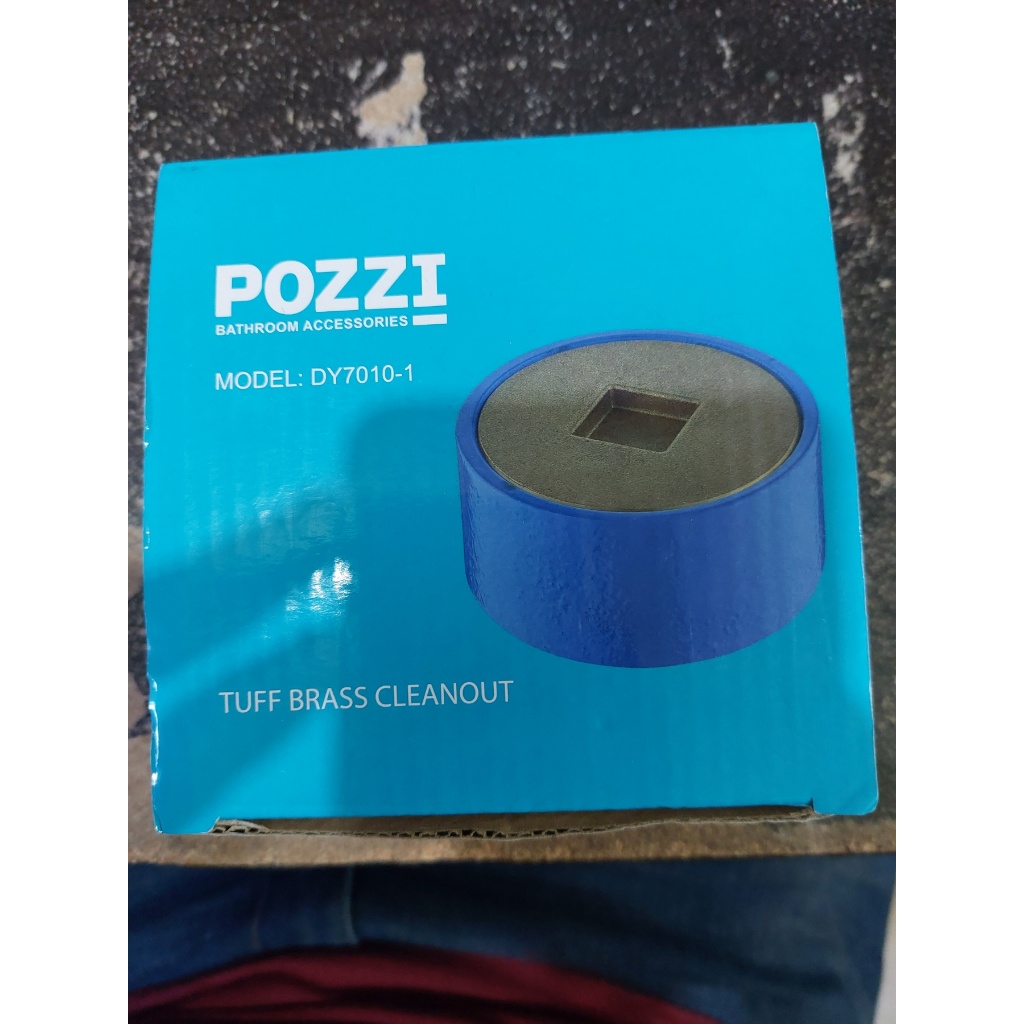 POZZI
BATHROOM ACCESSORIES
MODEL: DY7010-1
TUFF BRASS CLEANOUT